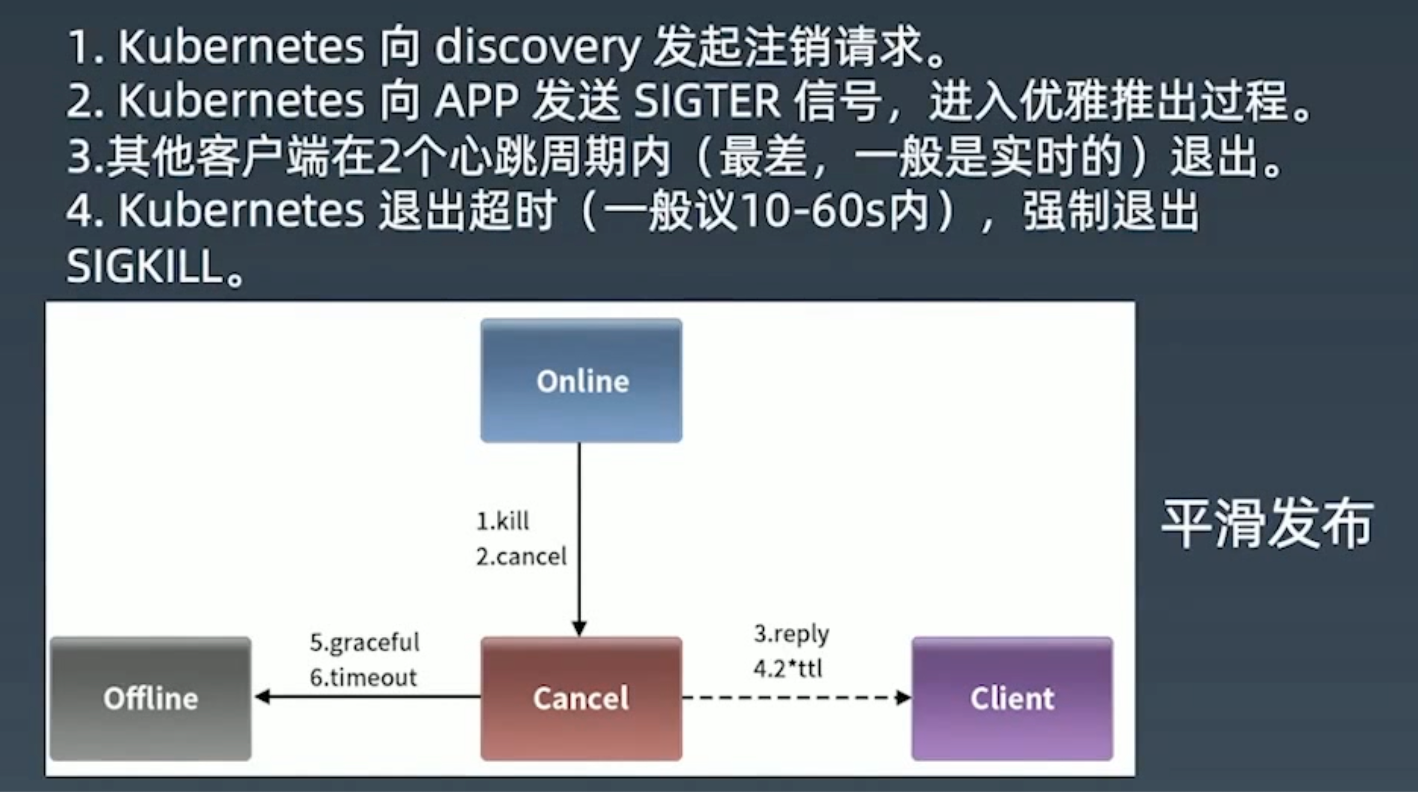 1. Kubernetes 向 discovery 发起注销请求。
2. Kubernetes 向 APP 发送 SIGTER 信号，进入优雅推出过程。
3.其他客户端在2个心跳周期内（最差，一般是实时的）退出。
4. Kubernetes 退出超时（一般议10-60s内），强制退出
SIGKILL。
Online
1.kill
2.cancel
平滑发布
5.graceful
6.timeout
3.reply
4.2*ttl
Offline
Cancel
Client